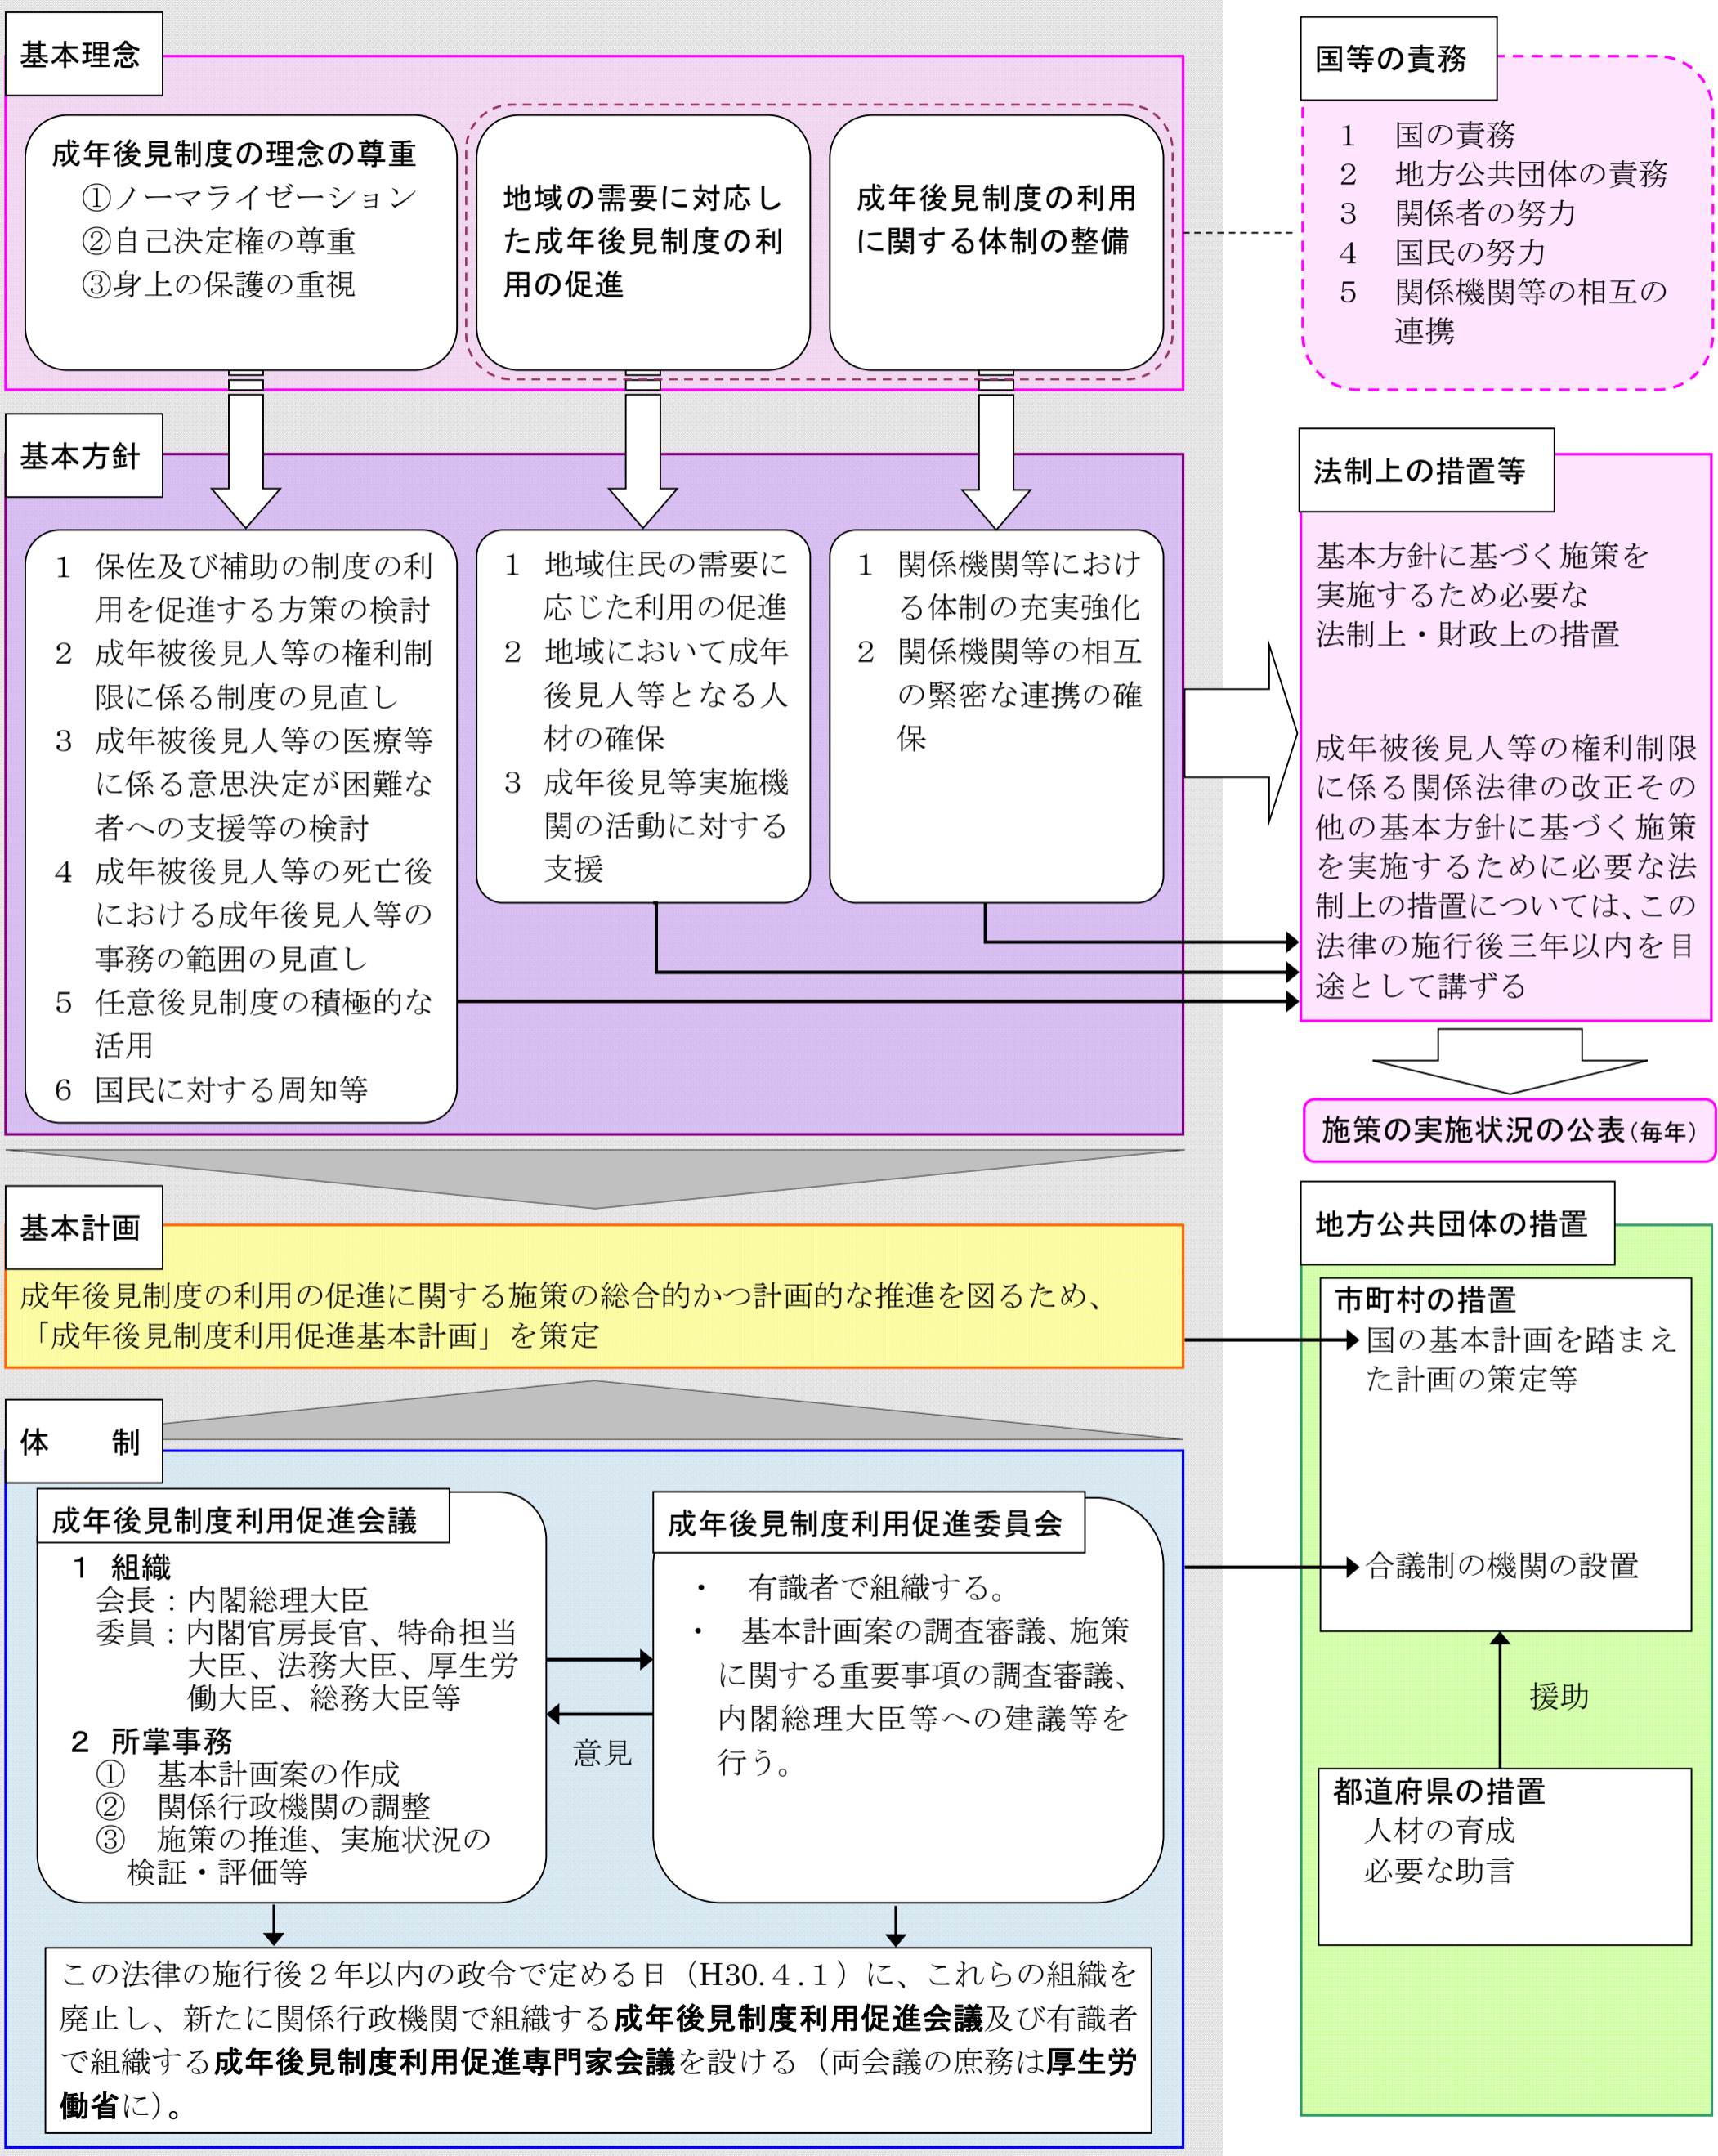 基本理念
成年後見制度の理念の尊重
①ノーマライゼーション
②自己決定権の尊重
③身上の保護の重視
地域の需要に対応し
た成年後見制度の利
用の促進
成年後見制度の利用
に関する体制の整備
国等の責務
1 国の責務
2 地方公共団体の責務
3 関係者の努力
4 国民の努力
5 関係機関等の相互の
連携
基本方針
1 保佐及び補助の制度の利
用を促進する方策の検討
2 成年被後見人等の権利制
限に係る制度の見直し
3 成年被後見人等の医療等
に係る意思決定が困難な
者への支援等の検討
4 成年被後見人等の死亡後
における成年後見人等の
事務の範囲の見直し
5 任意後見制度の積極的な
活用
6 国民に対する周知等
1 地域住民の需要に
応じた利用の促進
2 地域において成年
後見人等となる人
材の確保
3 成年後見等実施機
関の活動に対する
支援
1 関係機関等におけ
る体制の充実強化
2 関係機関等の相互
の緊密な連携の確
保
法制上の措置等
基本方針に基づく施策を
実施するため必要な
法制上・財政上の措置
成年被後見人等の権利制限
に係る関係法律の改正その
他の基本方針に基づく施策
を実施するために必要な法
制上の措置については、この
法律の施行後三年以内を目
途として講ずる
施策の実施状況の公表（毎年）
基本計画
成年後見制度の利用の促進に関する施策の総合的かつ計画的な推進を図るため、
「成年後見制度利用促進基本計画」を策定
地方公共団体の措置
市町村の措置
国の基本計画を踏まえ
た計画の策定等
合議制の機関の設置
援助
都道府県の措置
人材の育成
必要な助言
体 制
成年後見制度利用促進会議
1 組織
会長：内閣総理大臣
委員：内閣官房長官、特命担当
大臣、法務大臣、厚生労
働大臣、総務大臣等
2 所掌事務
① 基本計画案の作成
② 関係行政機関の調整
③ 施策の推進、実施状況の
検証・評価等
意見
成年後見制度利用促進委員会
・ 有識者で組織する。
・ 基本計画案の調査審議、施策
に関する重要事項の調査審議、
内閣総理大臣等への建議等を
行う。
この法律の施行後２年以内の政令で定める日（H30.４.１）に、これらの組織を
廃止し、新たに関係行政機関で組織する成年後見制度利用促進会議及び有識者
で組織する成年後見制度利用促進専門家会議を設ける（両会議の庶務は厚生労
働省に）。